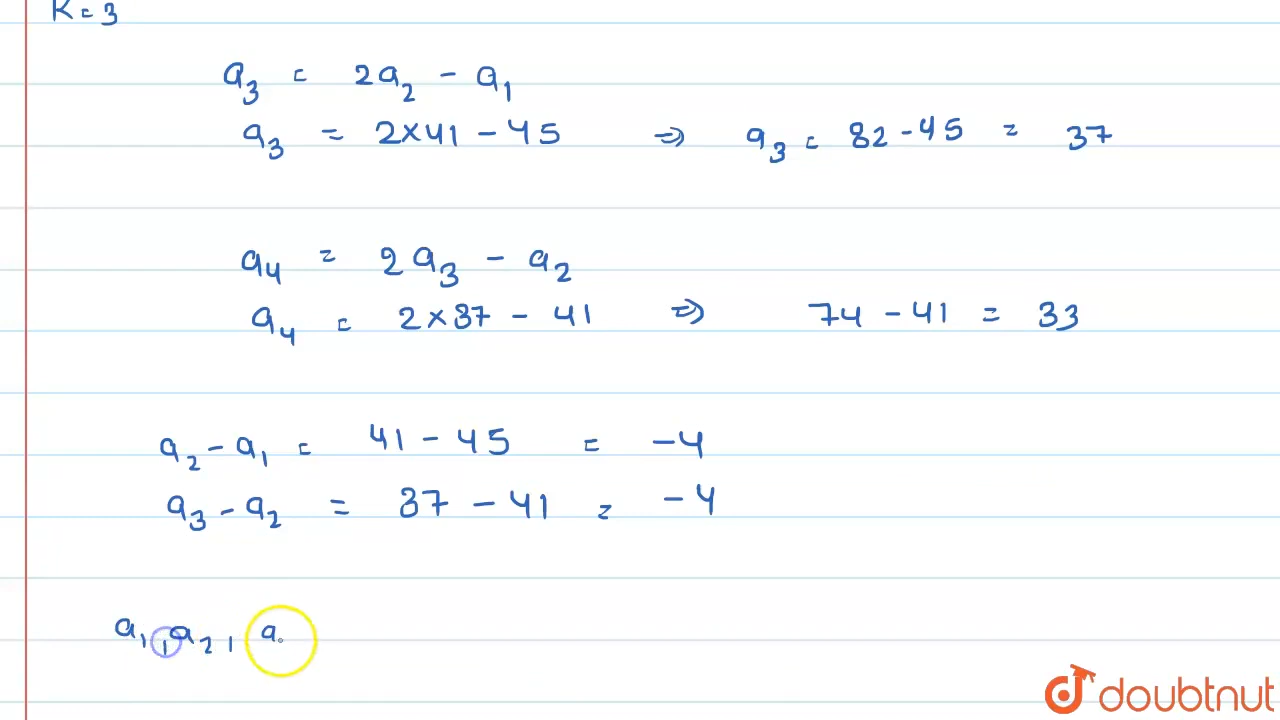 K = 3
a₃ = 2a₂ - a₁
a₃ = 2×41 - 45 ⇒ a₃ = 82 - 45 = 37
a₄ = 2a₃ - a₂
a₄ = 2×37 - 41 ⇒ 74 - 41 = 33
a₂ - a₁ = 41 - 45 = -4
a₃ - a₂ = 37 - 41 = -4
a₁, a₂, a
doubtnut